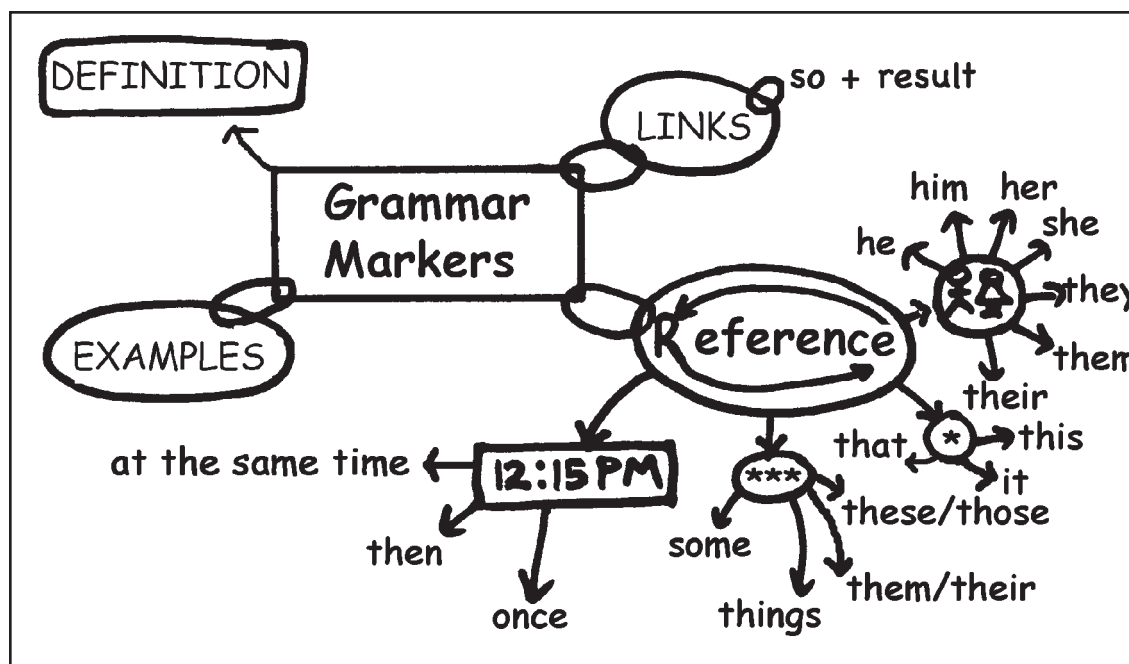 DEFINITION
so + result
LINKS
Grammar
Markers
him her
she
he
they
Reference
EXAMPLES
them
their
that * this
at the same time
12:15 PM
***
it
these/those
then
some
them/their
once
things